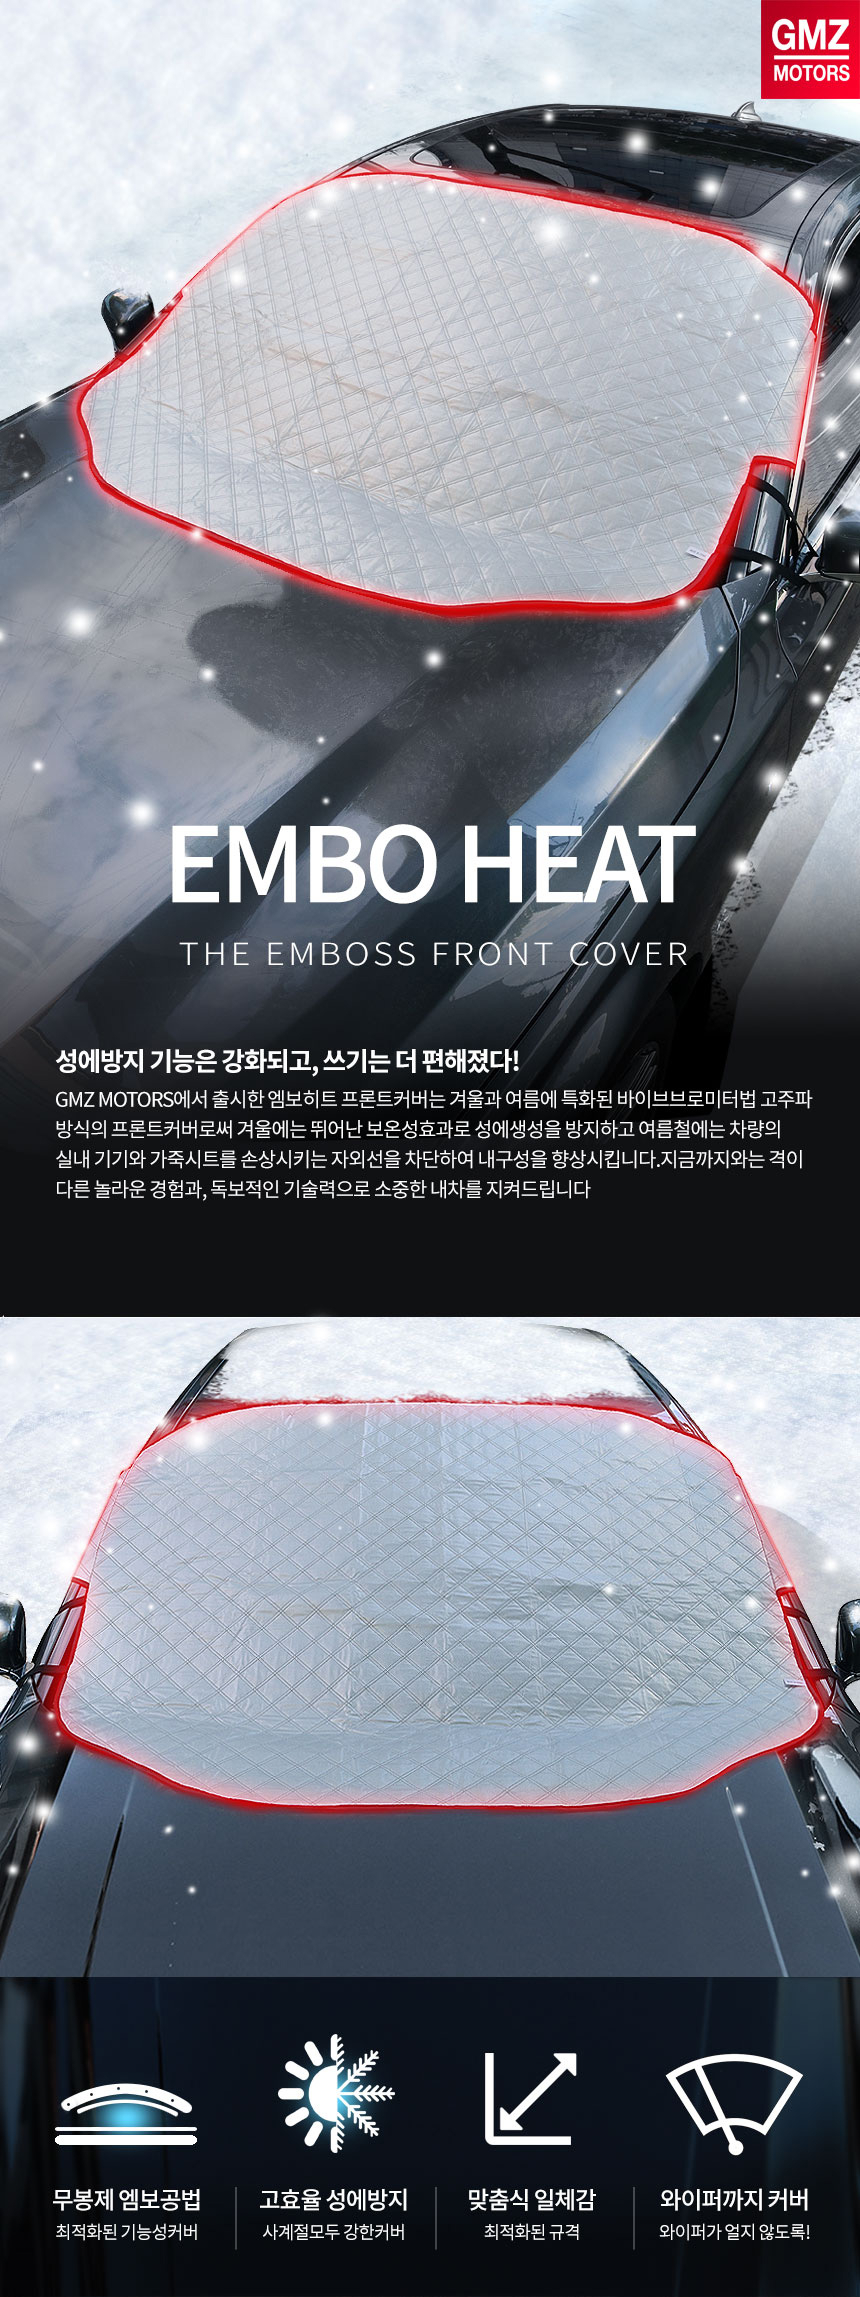 GMZ
MOTORS
EMBO HEAT
THE EMBOSS FRONT COVER
성에방지 기능은 강화되고, 쓰기는 더 편해졌다!
GMZ MOTORS에서 출시한 엠보히트 프론트커버는 겨울과 여름에 특화된 바이브브로미터법 고주파
방식의 프론트커버로써 겨울에는 뛰어난 보온성효과로 성에생성을 방지하고 여름철에는 차량의
실내 기기와 가죽시트를 손상시키는 자외선을 차단하여 내구성을 향상시킵니다.지금까지와는 격이
다른 놀라운 경험과, 독보적인 기술력으로 소중한 내차를 지켜드립니다
무봉제 엠보공법
최적화된 기능성커버
고효율 성에방지
사계절모두 강한커버
맞춤식 일체감
최적화된 규격
와이퍼까지 커버
와이퍼가 얼지 않도록!